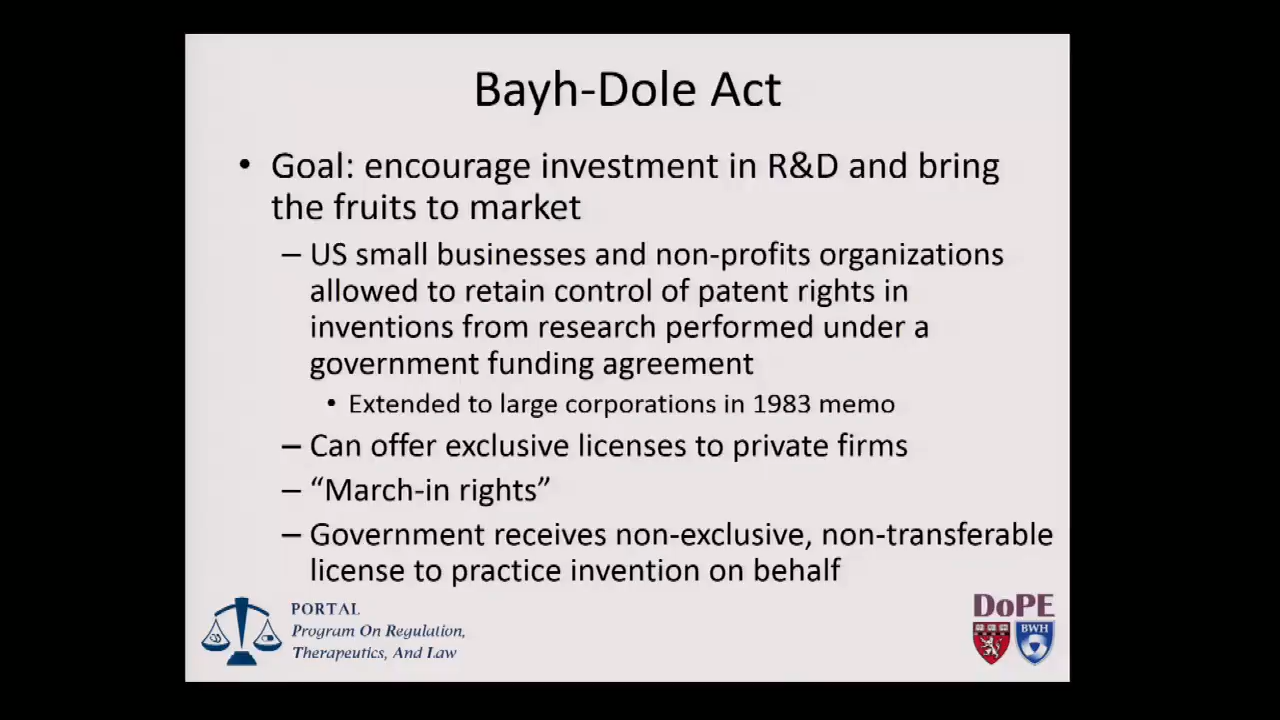 Bayh-Dole Act
• Goal: encourage investment in R&D and bring
the fruits to market
– US small businesses and non-profits organizations
allowed to retain control of patent rights in
inventions from research performed under a
government funding agreement
• Extended to large corporations in 1983 memo
– Can offer exclusive licenses to private firms
– “March-in rights”
– Government receives non-exclusive, non-transferable
license to practice invention on behalf
PORTAL
Program On Regulation,
Therapeutics, And Law
DoPE
BWH